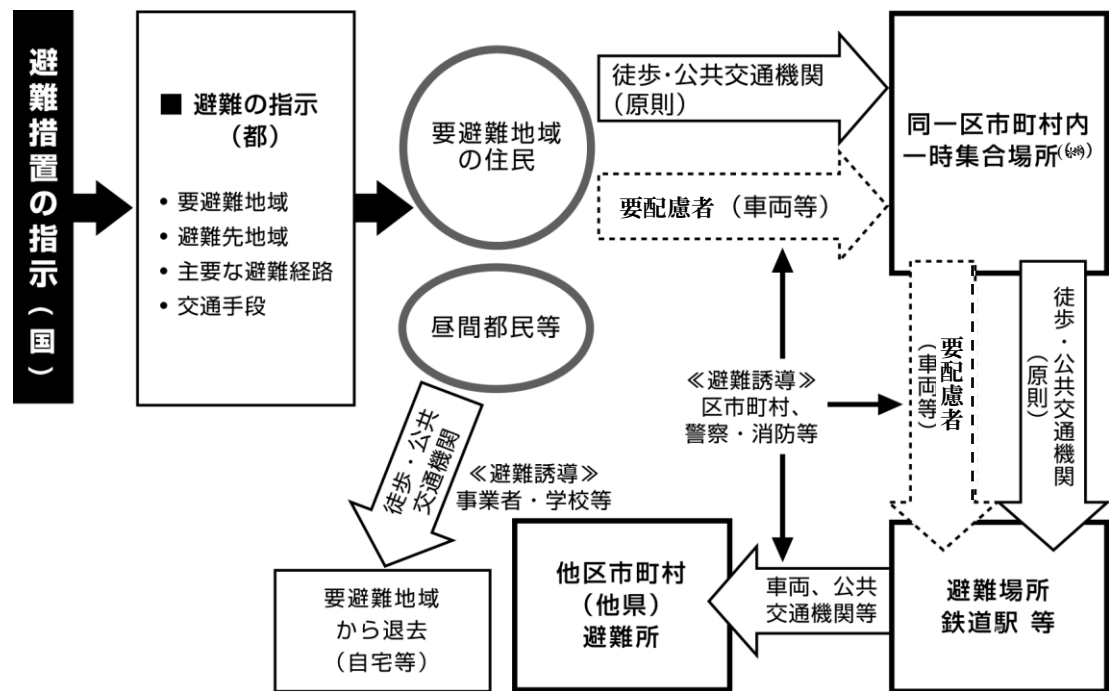 避難措置の指示（国）
■ 避難の指示
（都）
• 要避難地域
• 避難先地域
• 主要な避難経路
• 交通手段
要避難地域
の住民
昼間都民等
徒歩･公共交通機関
（原則）
要配慮者（車両等）
同一区市町村内
一時集合場所
要配慮者
（車両等）
徒歩・公共交通機関
（原則）
≪避難誘導≫
区市町村、
警察・消防等
徒歩・公共
交通機関
≪避難誘導≫
事業者・学校等
要避難地域
から退去
（自宅等）
他区市町村
（他県）
避難所
車両、公共
交通機関等
避難場所
鉄道駅 等